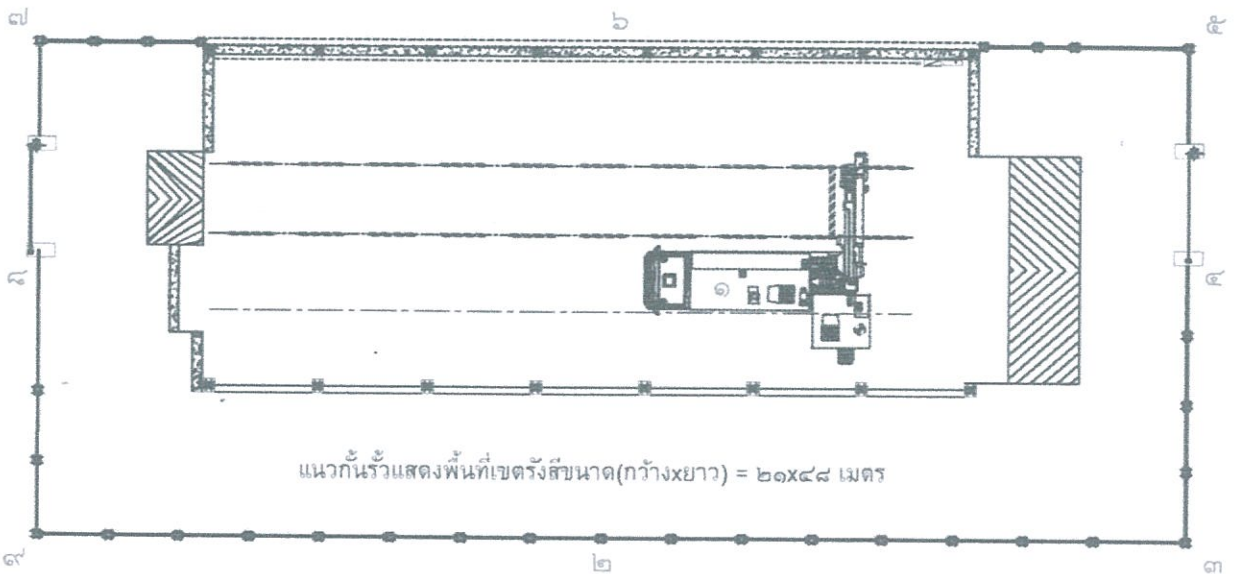 ๗ ๖ ๕
๘ ๑ ๔
แนวกั้นรั้วแสดงพื้นที่เขตรังสีขนาด(กว้างxยาว) = ๒๑x๔๘ เมตร
๙ ๒ ๓